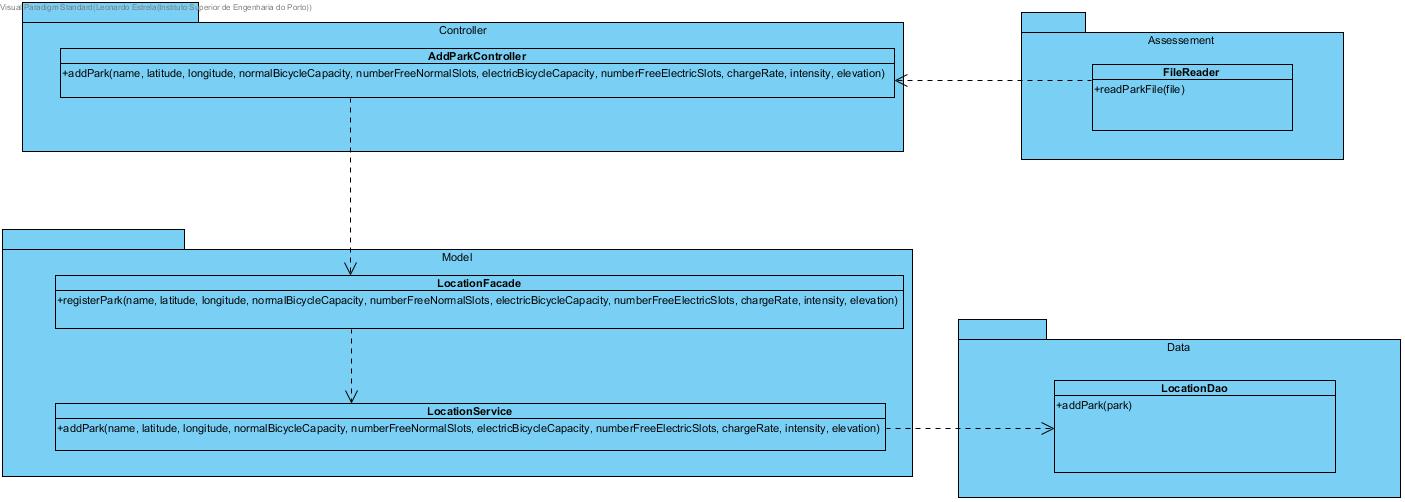 Visual Paradigm Standard(Leonardo Estrela(Instituto Superior de Engenharia do Porto))
Controller
AddParkController
+addPark(name, latitude, longitude, normalBicycleCapacity, numberFreeNormalSlots, electricBicycleCapacity, numberFreeElectricSlots, chargeRate, intensity, elevation)
Assessement
FileReader
+readParkFile(file)
Model
LocationFacade
+registerPark(name, latitude, longitude, normalBicycleCapacity, numberFreeNormalSlots, electricBicycleCapacity, numberFreeElectricSlots, chargeRate, intensity, elevation)
LocationService
+addPark(name, latitude, longitude, normalBicycleCapacity, numberFreeNormalSlots, electricBicycleCapacity, numberFreeElectricSlots, chargeRate, intensity, elevation)
Data
LocationDao
+addPark(park)